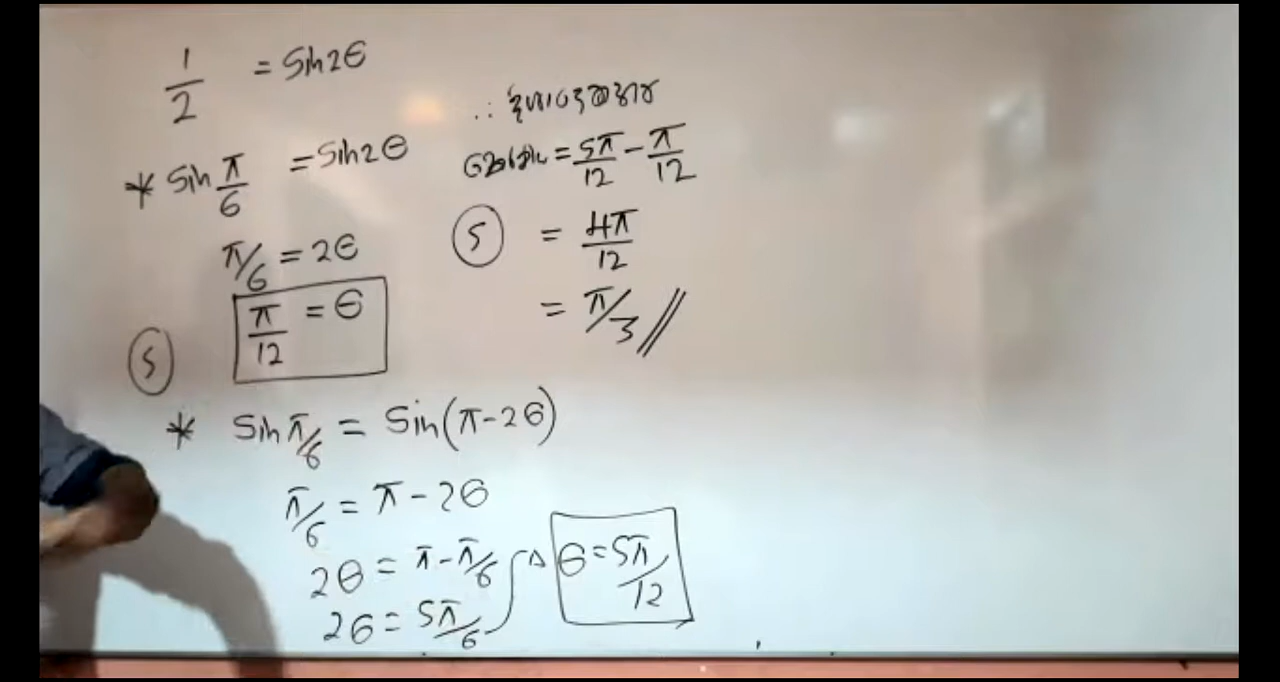 1/2 = Sin2θ
* Sin π/6 = Sin2θ
π/6 = 2θ
π/12 = θ
5
* Sin π/6 = Sin(π-2θ)
π/6 = π - 2θ
2θ = π - π/6
2θ = 5π/6
θ = 5π/12
∴
= 5π/12 - π/12
5 = 4π/12
= π/3 //